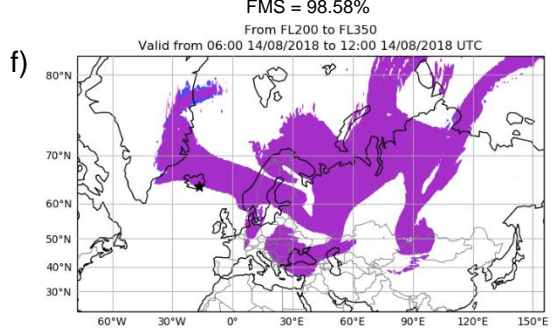 FMS = 98.58%
From FL200 to FL350
Valid from 06:00 14/08/2018 to 12:00 14/08/2018 UTC
f)
80°N
70°N
60°N
50°N
40°N
30°N
60°W
30°W
0°
30°E
60°E
90°E
120°E
150°E